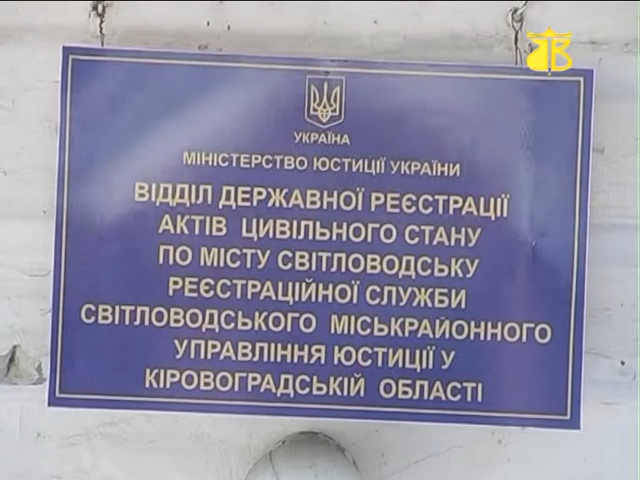 УКРАЇНА
МІНІСТЕРСТВО ЮСТИЦІЇ УКРАЇНИ
ВІДДІЛ ДЕРЖАВНОЇ РЕЄСТРАЦІЇ
АКТІВ ЦИВІЛЬНОГО СТАНУ
ПО МІСТУ СВІТЛОВОДСЬКУ
РЕЄСТРАЦІЙНОЇ СЛУЖБИ
СВІТЛОВОДСЬКОГО МІСЬКРАЙОННОГО
УПРАВЛІННЯ ЮСТИЦІЇ У
КІРОВОГРАДСЬКІЙ ОБЛАСТІ